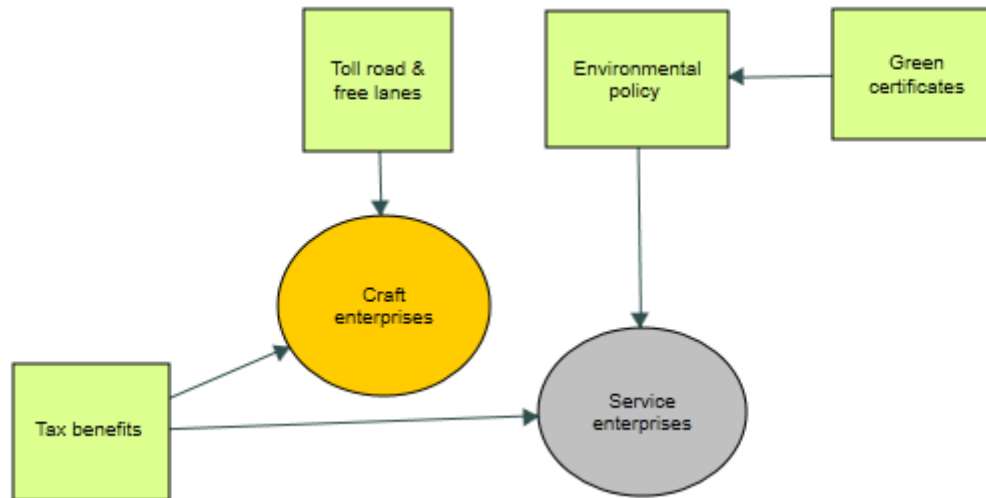 Toll road &
free lanes
Environmental
policy
Green
certificates
Craft
enterprises
Tax benefits
Service
enterprises